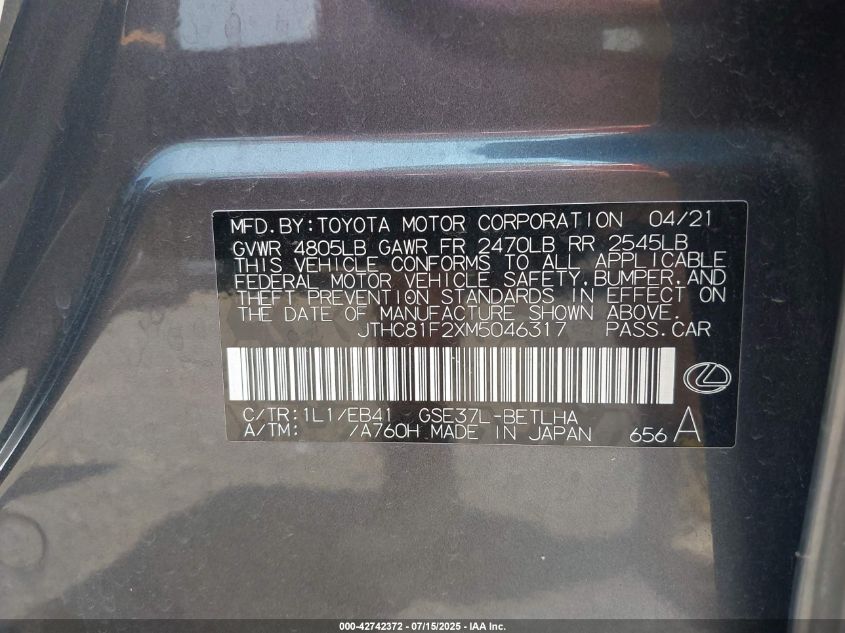 MFD.BY:TOYOTA MOTOR CORPORATION 04/21
GVWR 4805LB GAWR FR 2470LB RR 2545LB
THIS VEHICLE CONFORMS TO ALL APPLICABLE
FEDERAL MOTOR VEHICLE SAFETY,BUMPER,AND
THEFT PREVENTION STANDARDS IN EFFECT ON
THE DATE OF MANUFACTURE SHOWN ABOVE.
JTHC81F2XM5046317 PASS.CAR
C/TR:1L1/EB41 GSE37L-BETLHA
A/TM: /A760H MADE IN JAPAN 656 A
000-42742372 - 07/15/2025 - IAA Inc.